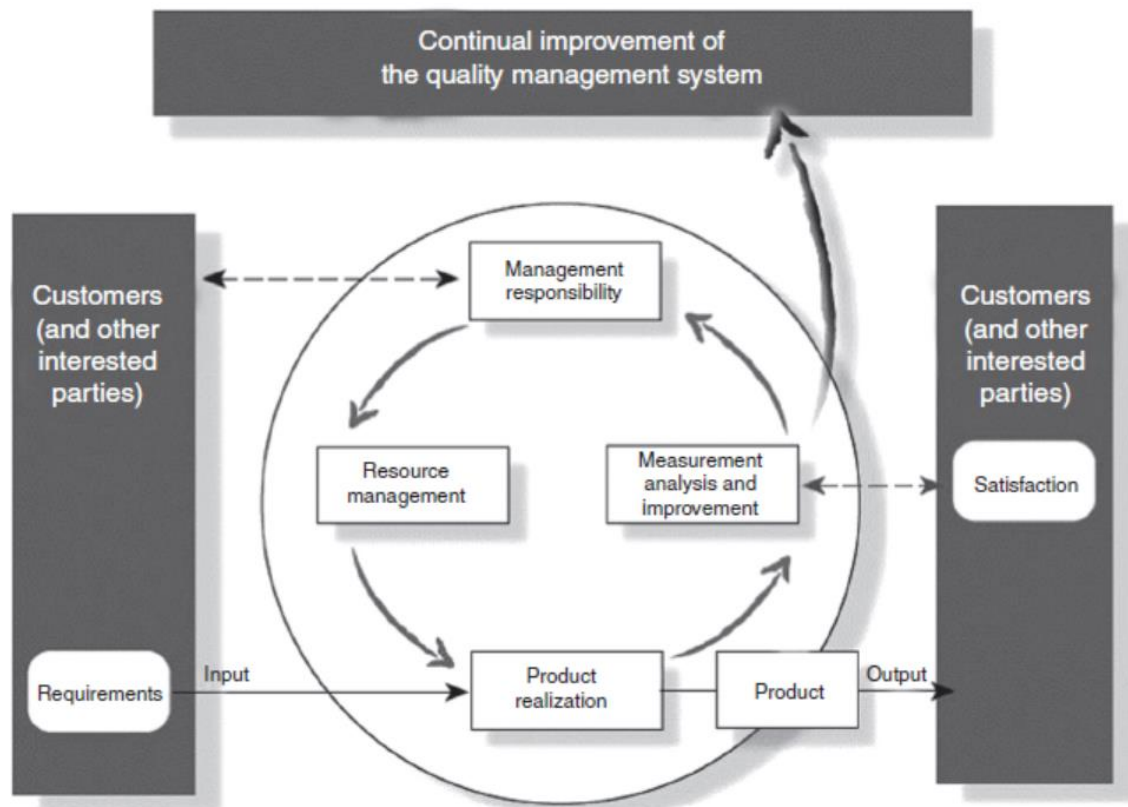 Continual improvement of
the quality management system
Customers
(and other
interested
parties)
Management
responsibility
Customers
(and other
interested
parties)
Resource
management
Measurement
analysis and
improvement
Satisfaction
Requirements
Input
Product
realization
Product
Output